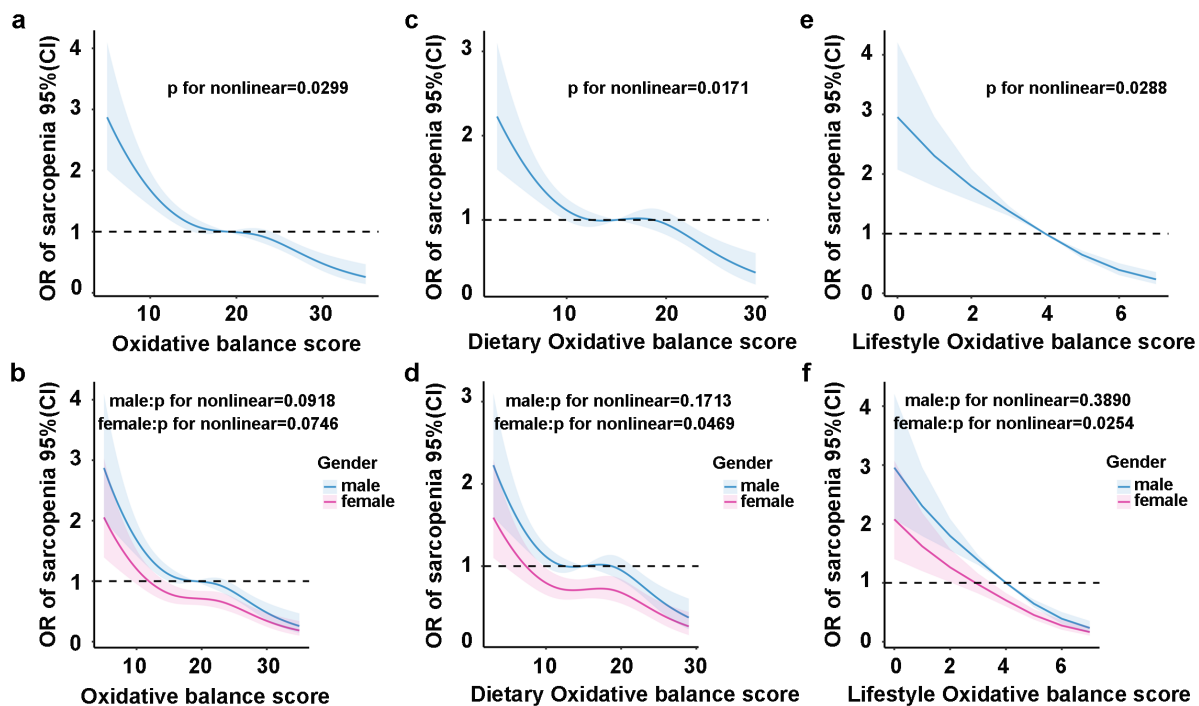 a
OR of sarcopenia 95%(CI)
4
3
2
1
0
p for nonlinear=0.0299
10
20
30
Oxidative balance score
c
OR of sarcopenia 95%(CI)
3
2
1
0
p for nonlinear=0.0171
10
20
30
Dietary Oxidative balance score
e
OR of sarcopenia 95%(CI)
4
3
2
1
0
p for nonlinear=0.0288
0
2
4
6
Lifestyle Oxidative balance score
b
OR of sarcopenia 95%(CI)
4
3
2
1
0
male:p for nonlinear=0.0918
female:p for nonlinear=0.0746
Gender
male
female
10
20
30
Oxidative balance score
d
OR of sarcopenia 95%(CI)
3
2
1
0
male:p for nonlinear=0.1713
female:p for nonlinear=0.0469
Gender
male
female
10
20
30
Dietary Oxidative balance score
f
OR of sarcopenia 95%(CI)
4
3
2
1
0
male:p for nonlinear=0.3890
female:p for nonlinear=0.0254
Gender
male
female
0
2
4
6
Lifestyle Oxidative balance score